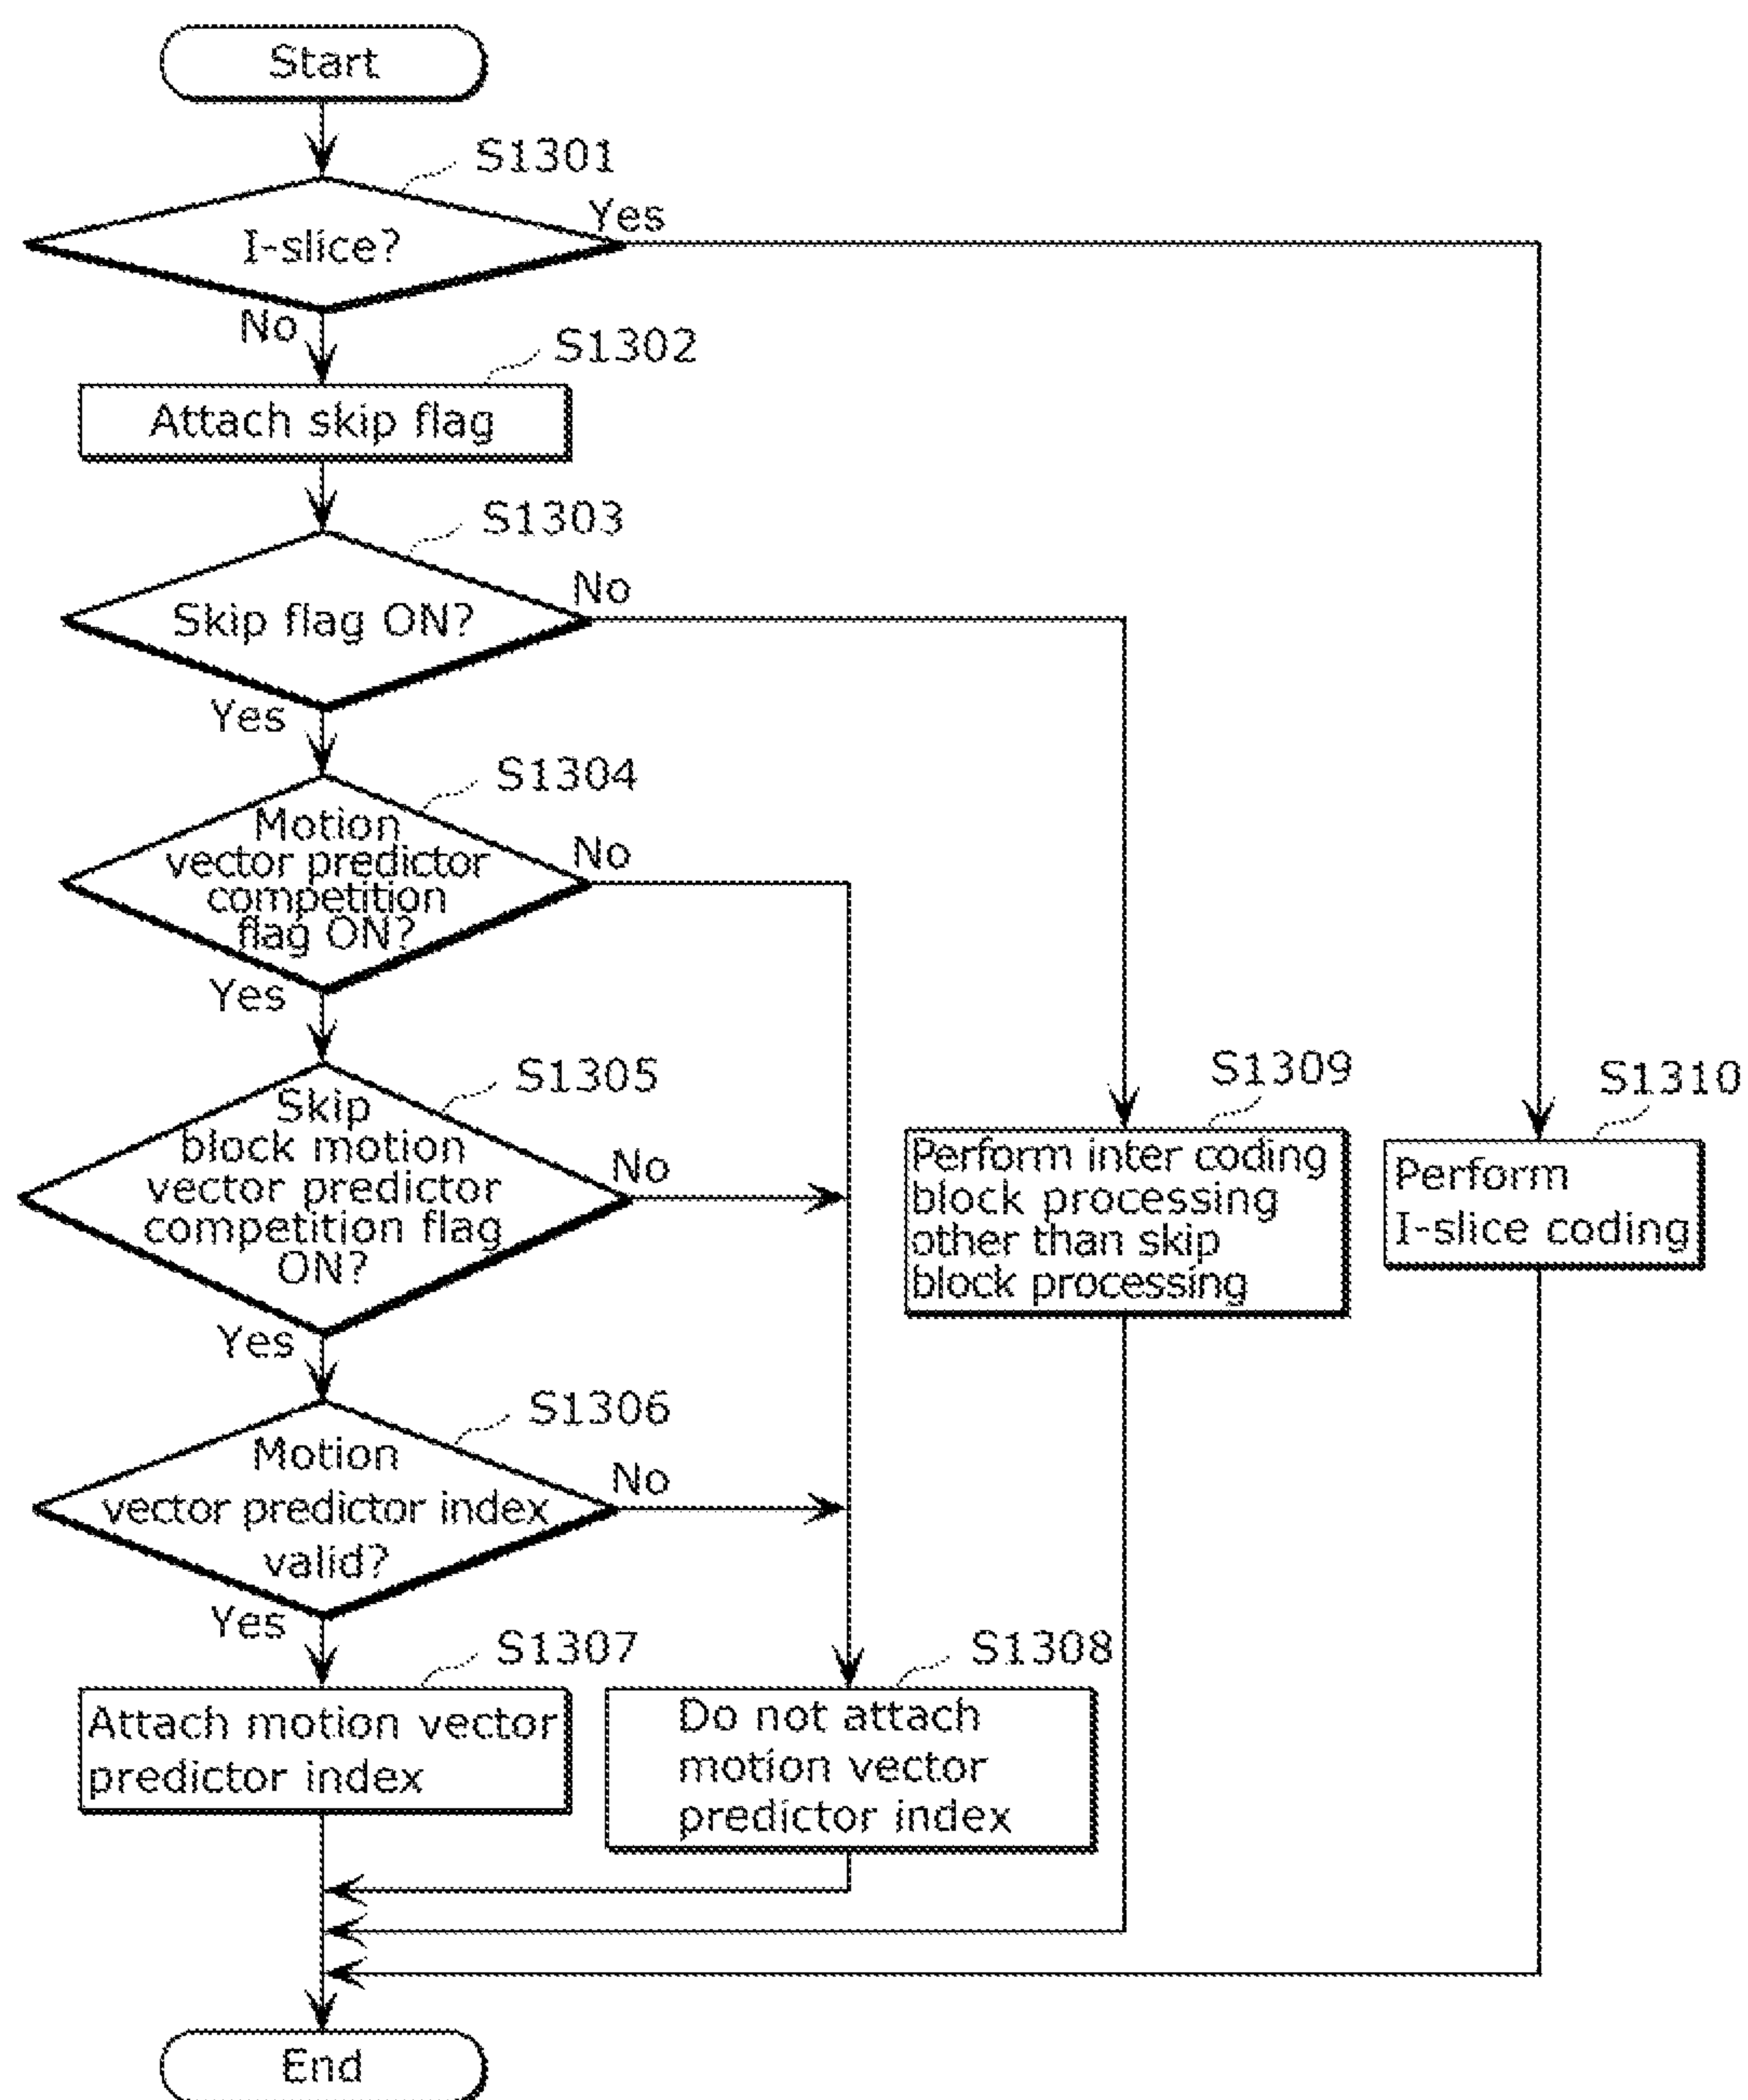 Start
S1301
I-slice?
Yes
No
S1302
Attach skip flag
S1303
Skip flag ON?
No
Yes
S1304
Motion
vector predictor
competition
flag ON?
No
Yes
S1305
Skip
block motion
vector predictor
competition flag
ON?
No
Yes
S1306
Motion
vector predictor index
valid?
No
Yes
S1307
Attach motion vector
predictor index
S1308
Do not attach
motion vector
predictor index
S1309
Perform inter coding
block processing
other than skip
block processing
S1310
Perform
I-slice coding
End